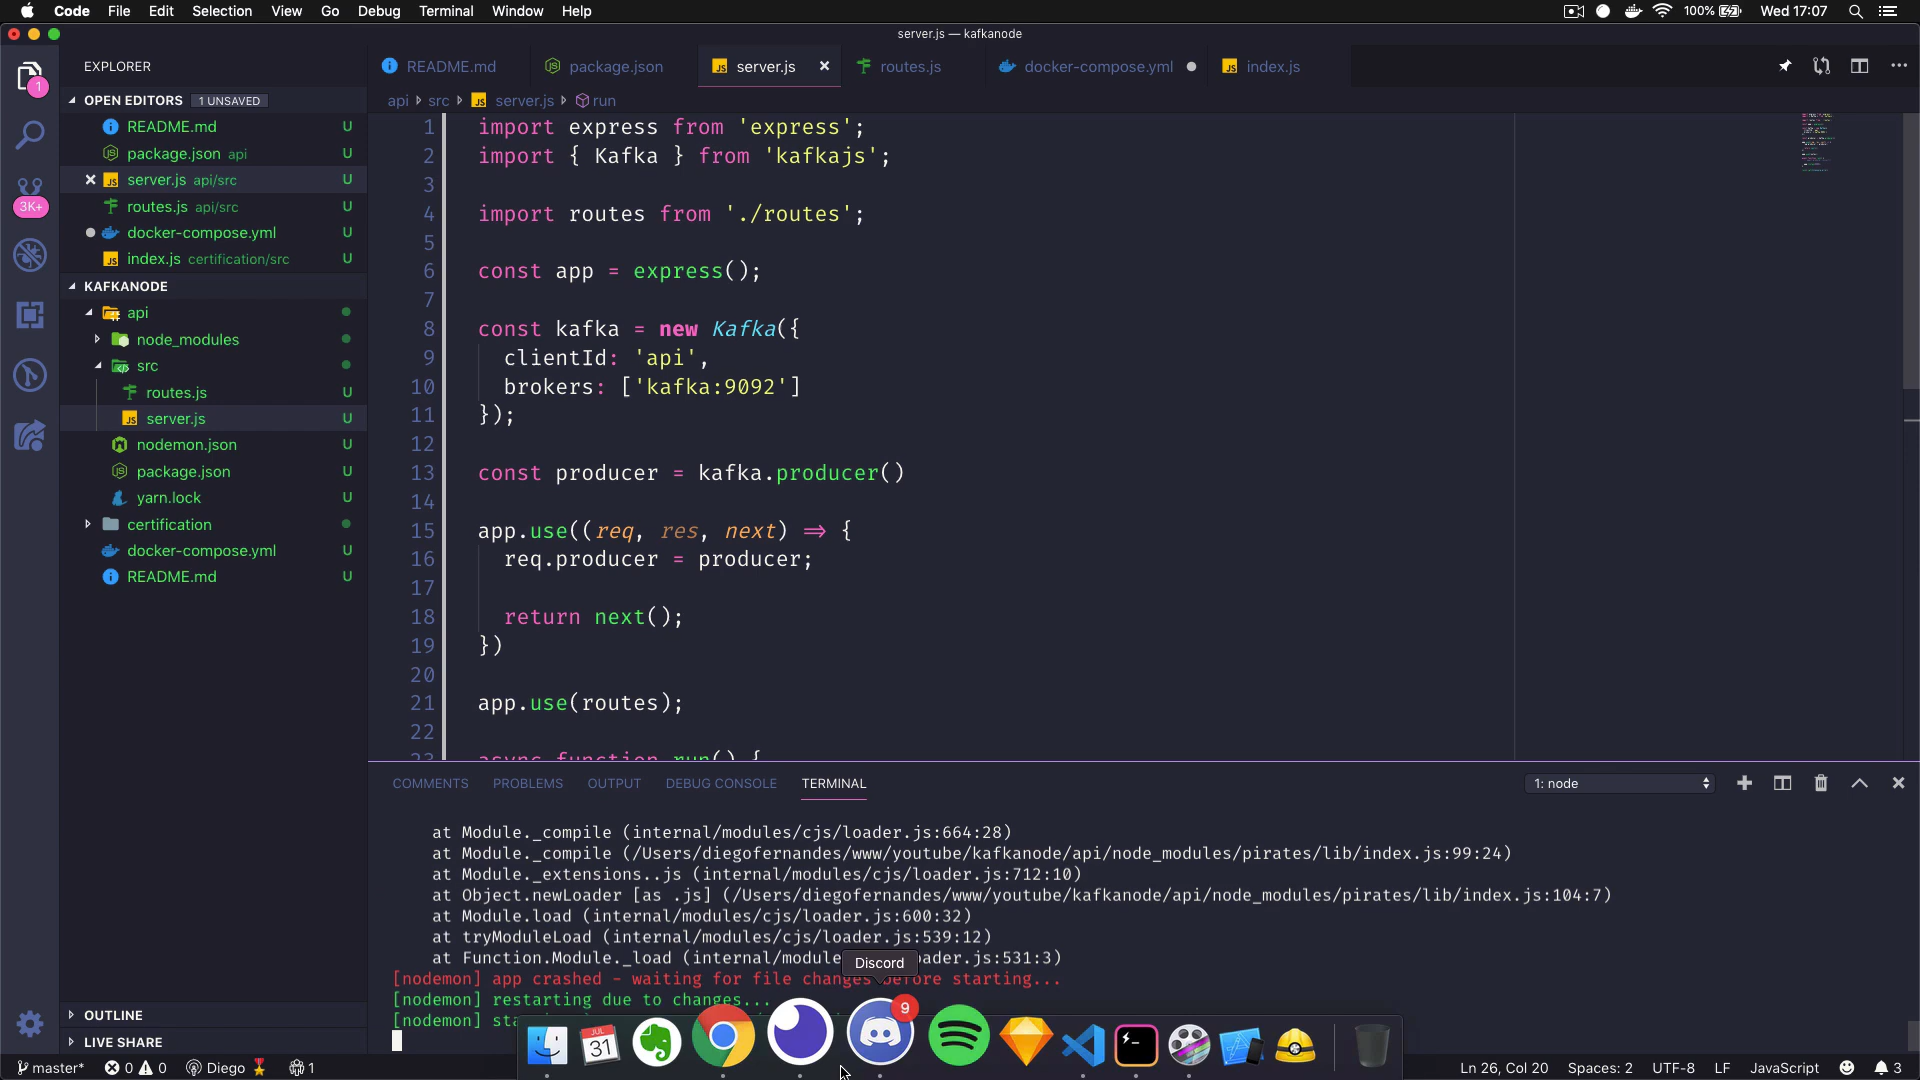 Code File Edit Selection View Go Debug Terminal Window Help
100% Wed 17:07
server.js — kafkanode
EXPLORER
OPEN EDITORS 1 UNSAVED
README.md U
package.json api U
server.js api/src U
routes.js api/src U
docker-compose.yml U
index.js certification/src U
KAFKANODE
api
node_modules
src
routes.js U
server.js U
nodemon.json U
package.json U
yarn.lock U
certification
docker-compose.yml U
README.md U
OUTLINE
LIVE SHARE
1
3K+
README.md package.json server.js routes.js docker-compose.yml index.js
api src server.js run
1 import express from 'express';
2 import { Kafka } from 'kafkajs';
3
4 import routes from './routes';
5
6 const app = express();
7
8 const kafka = new Kafka({
9 clientId: 'api',
10 brokers: ['kafka:9092']
11 });
12
13 const producer = kafka.producer()
14
15 app.use((req, res, next) => {
16 req.producer = producer;
17
18 return next();
19 })
20
21 app.use(routes);
22
23 async function run() {
COMMENTS PROBLEMS OUTPUT DEBUG CONSOLE TERMINAL
1: node
at Module._compile (internal/modules/cjs/loader.js:664:28)
at Module._compile (/Users/diegofernandes/www/youtube/kafkanode/api/node_modules/pirates/lib/index.js:99:24)
at Module._extensions..js (internal/modules/cjs/loader.js:712:10)
at Object.newLoader [as .js] (/Users/diegofernandes/www/youtube/kafkanode/api/node_modules/pirates/lib/index.js:104:7)
at Module.load (internal/modules/cjs/loader.js:600:32)
at tryModuleLoad (internal/modules/cjs/loader.js:539:12)
at Function.Module._load (internal/module oader.js:531:3)
Discord
[nodemon] app crashed - waiting for file changes before starting...
[nodemon] restarting due to changes...
[nodemon] sta
JUL
31
9
master* 0 0 Diego 1
Ln 26, Col 20 Spaces: 2 UTF-8 LF JavaScript 3